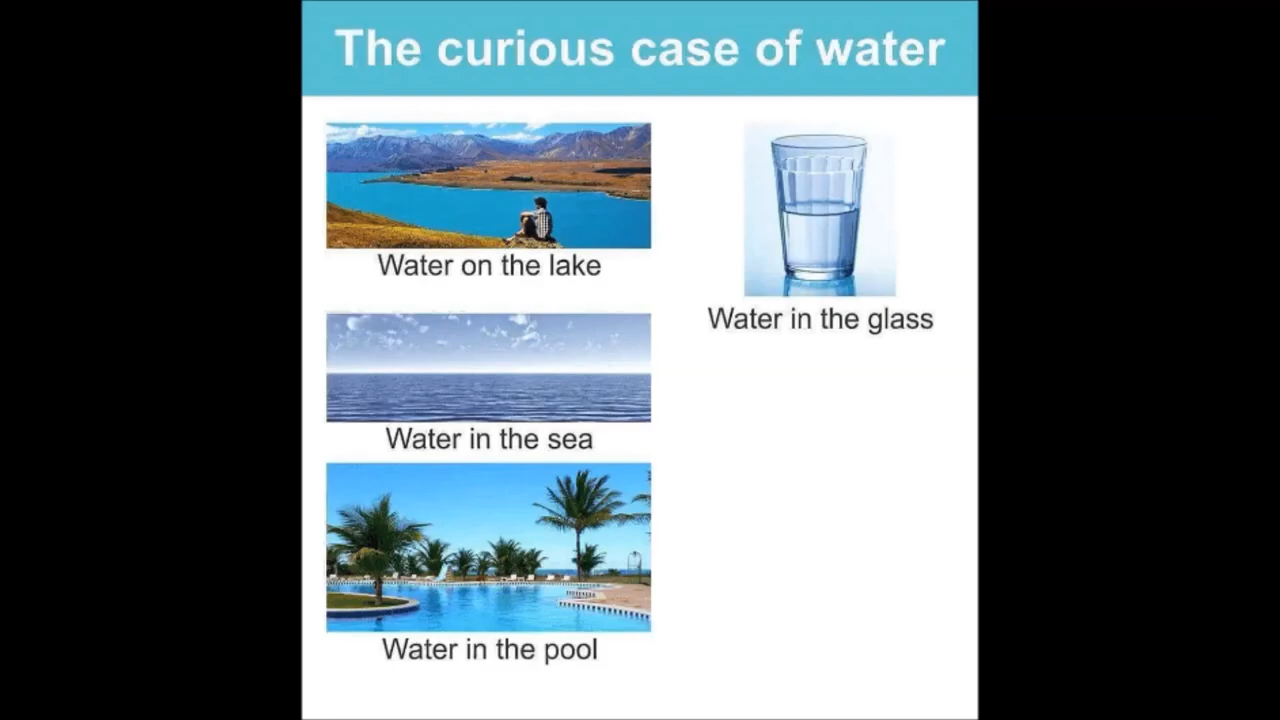 The curious case of water
Water on the lake
Water in the glass
Water in the sea
Water in the pool